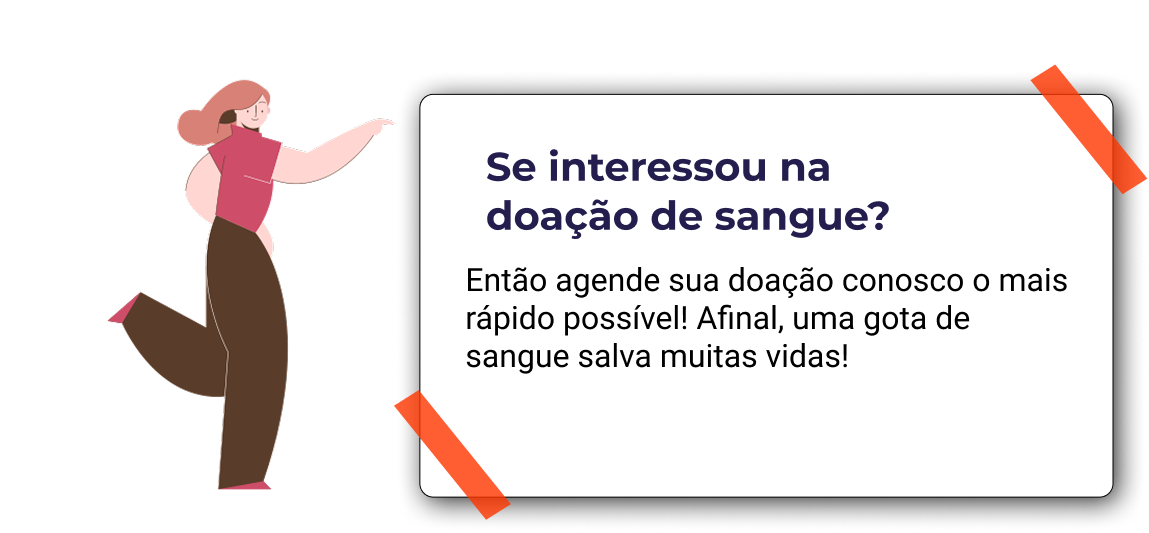 Se interessou na
doação de sangue?
Então agende sua doação conosco o mais
rápido possível! Afinal, uma gota de
sangue salva muitas vidas!